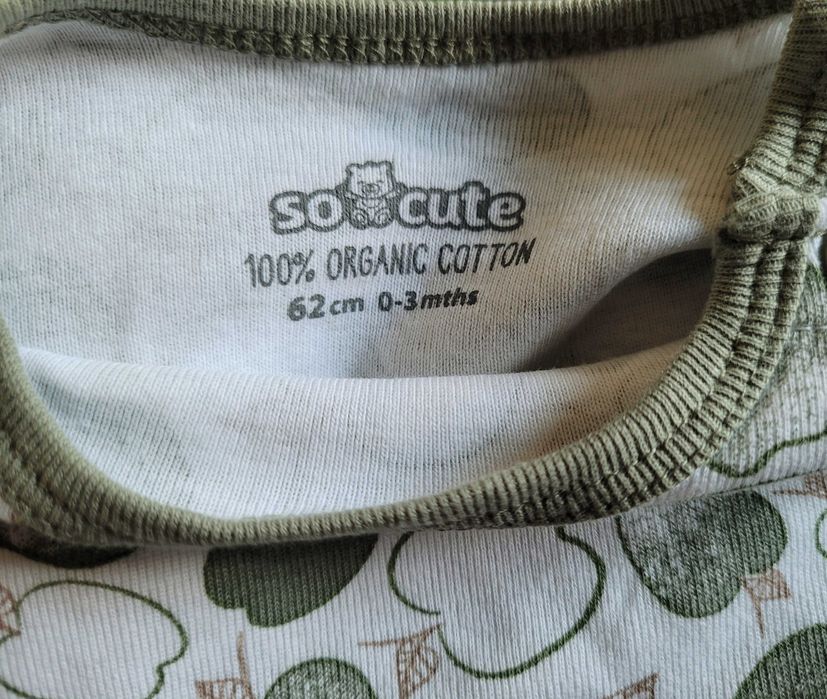 so cute
100% ORGANIC COTTON
62cm 0-3mths